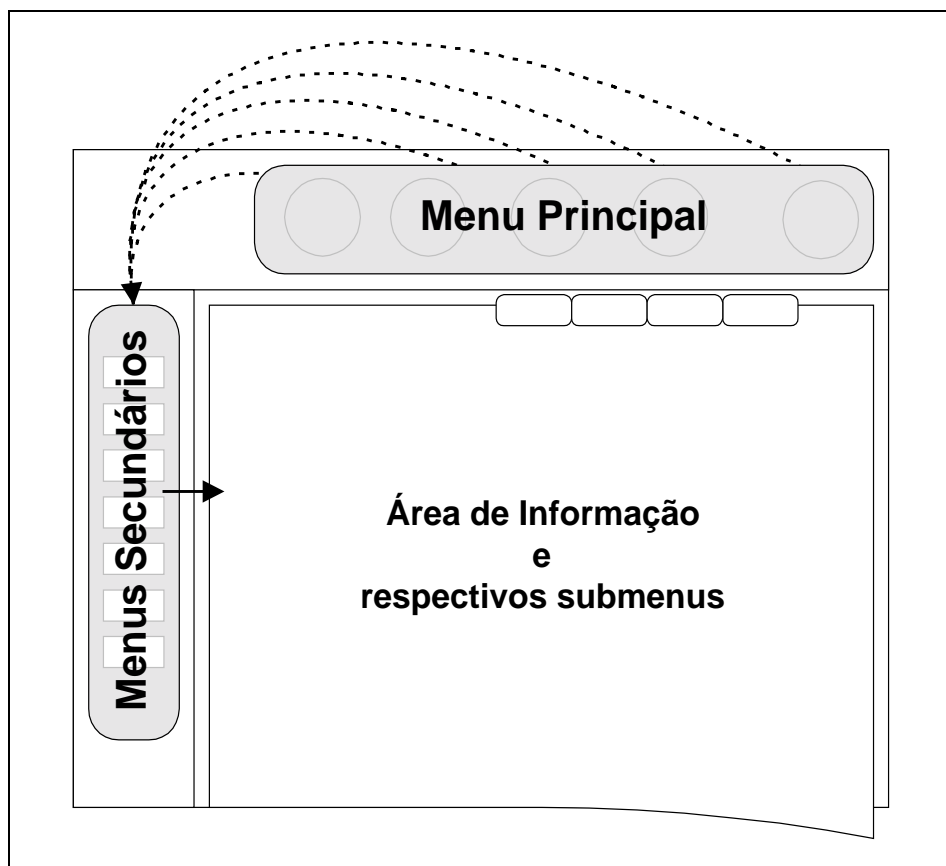 Menu Principal
Menus Secundários
Área de Informação
e
respectivos submenus